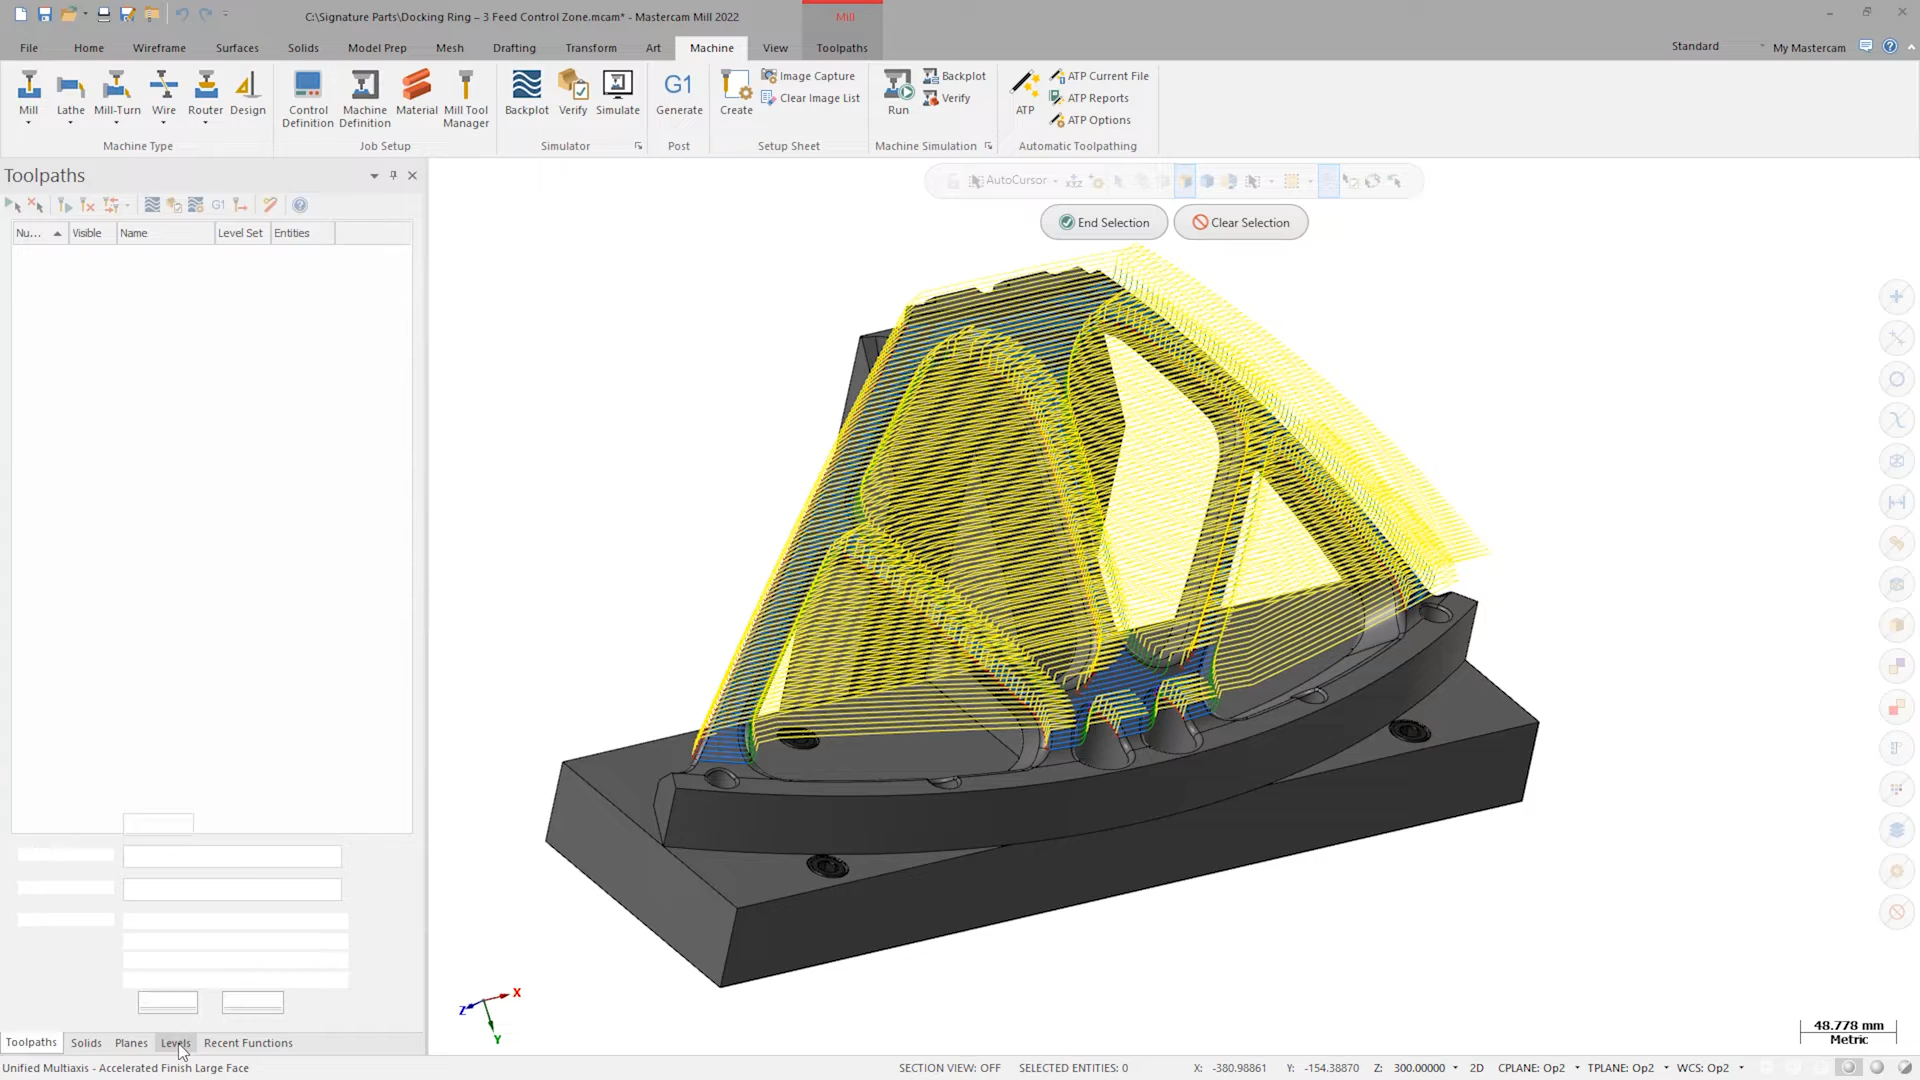 C:\Signature Parts\Docking Ring – 3 Feed Control Zone.mcam* - Mastercam Mill 2022
Mill
File Home Wireframe Surfaces Solids Model Prep Mesh Drafting Transform Art Machine View Toolpaths
Standard My Mastercam
Mill Lathe Mill-Turn Wire Router Design
Machine Type
Control Definition Machine Definition Material Mill Tool Manager
Job Setup
Backplot Verify Simulate
Simulator
G1
Generate
Post
Create Image Capture
Clear Image List
Setup Sheet
Run Backplot
Verify
Machine Simulation
ATP ATP Current File
ATP Reports
ATP Options
Automatic Toolpathing
Toolpaths
G1
Nu... Visible Name Level Set Entities
AutoCursor
xyz
End Selection Clear Selection
X
Z
Y
48.778 mm
Metric
Toolpaths Solids Planes Levels Recent Functions
Unified Multiaxis - Accelerated Finish Large Face
SECTION VIEW: OFF SELECTED ENTITIES: 0 X: -380.98861 Y: -154.38870 Z: 300.00000 2D CPLANE: Op2 TPLANE: Op2 WCS: Op2